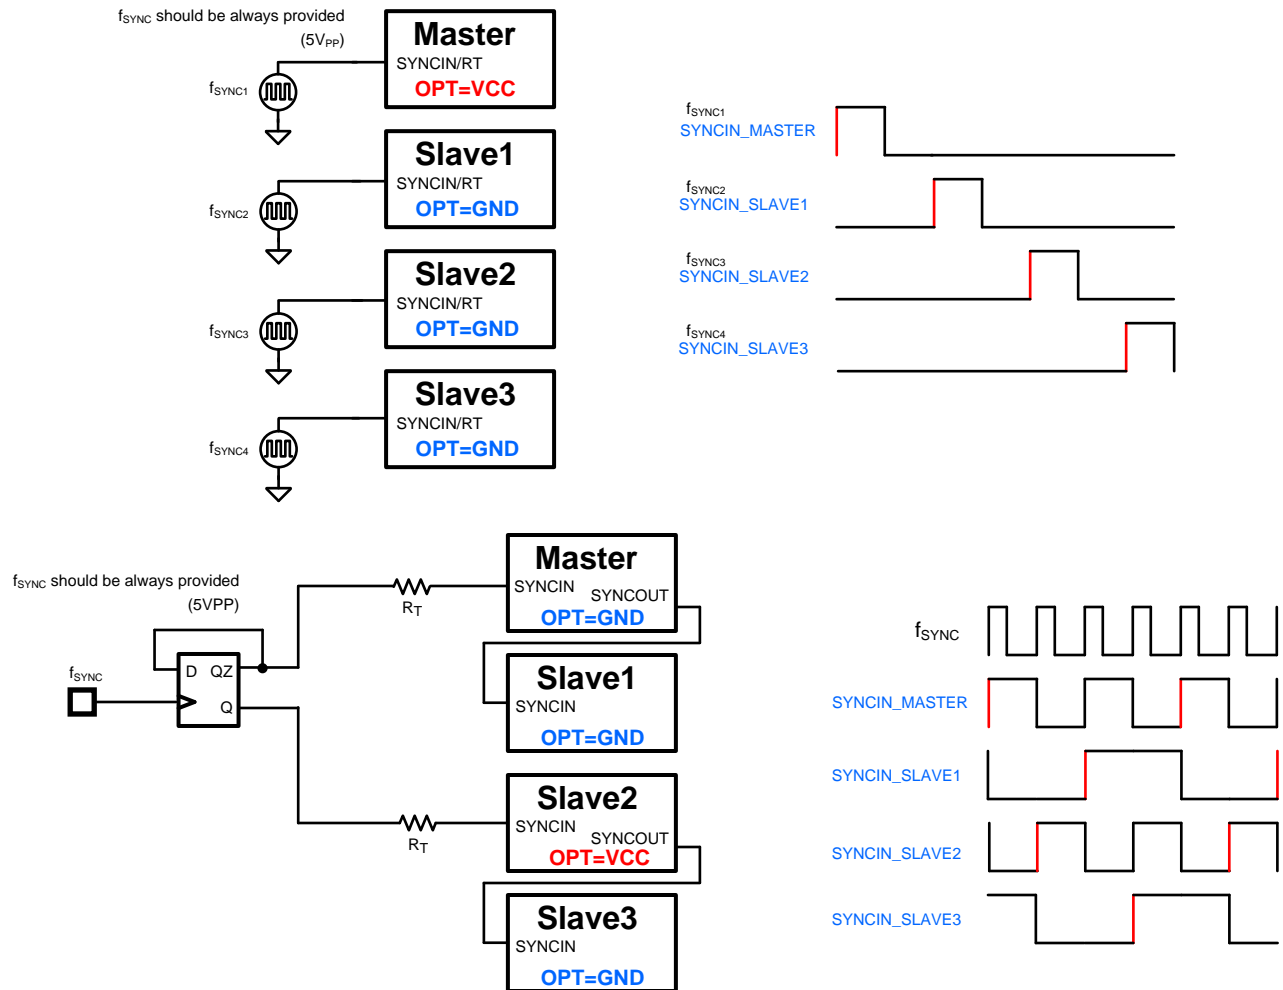 fSYNC should be always provided
(5VPP)
Master
SYNCIN/RT
OPT=VCC
fSYNC1
Slave1
SYNCIN/RT
OPT=GND
fSYNC2
Slave2
SYNCIN/RT
OPT=GND
fSYNC3
Slave3
SYNCIN/RT
OPT=GND
fSYNC4
fSYNC1
SYNCIN_MASTER
fSYNC2
SYNCIN_SLAVE1
fSYNC3
SYNCIN_SLAVE2
fSYNC4
SYNCIN_SLAVE3
fSYNC should be always provided
(5VPP)
fSYNC
D QZ
Q
RT
Master
SYNCIN
SYNCOUT
OPT=GND
Slave1
SYNCIN
OPT=GND
RT
Slave2
SYNCIN
SYNCOUT
OPT=VCC
Slave3
SYNCIN
OPT=GND
fSYNC
SYNCIN_MASTER
SYNCIN_SLAVE1
SYNCIN_SLAVE2
SYNCIN_SLAVE3